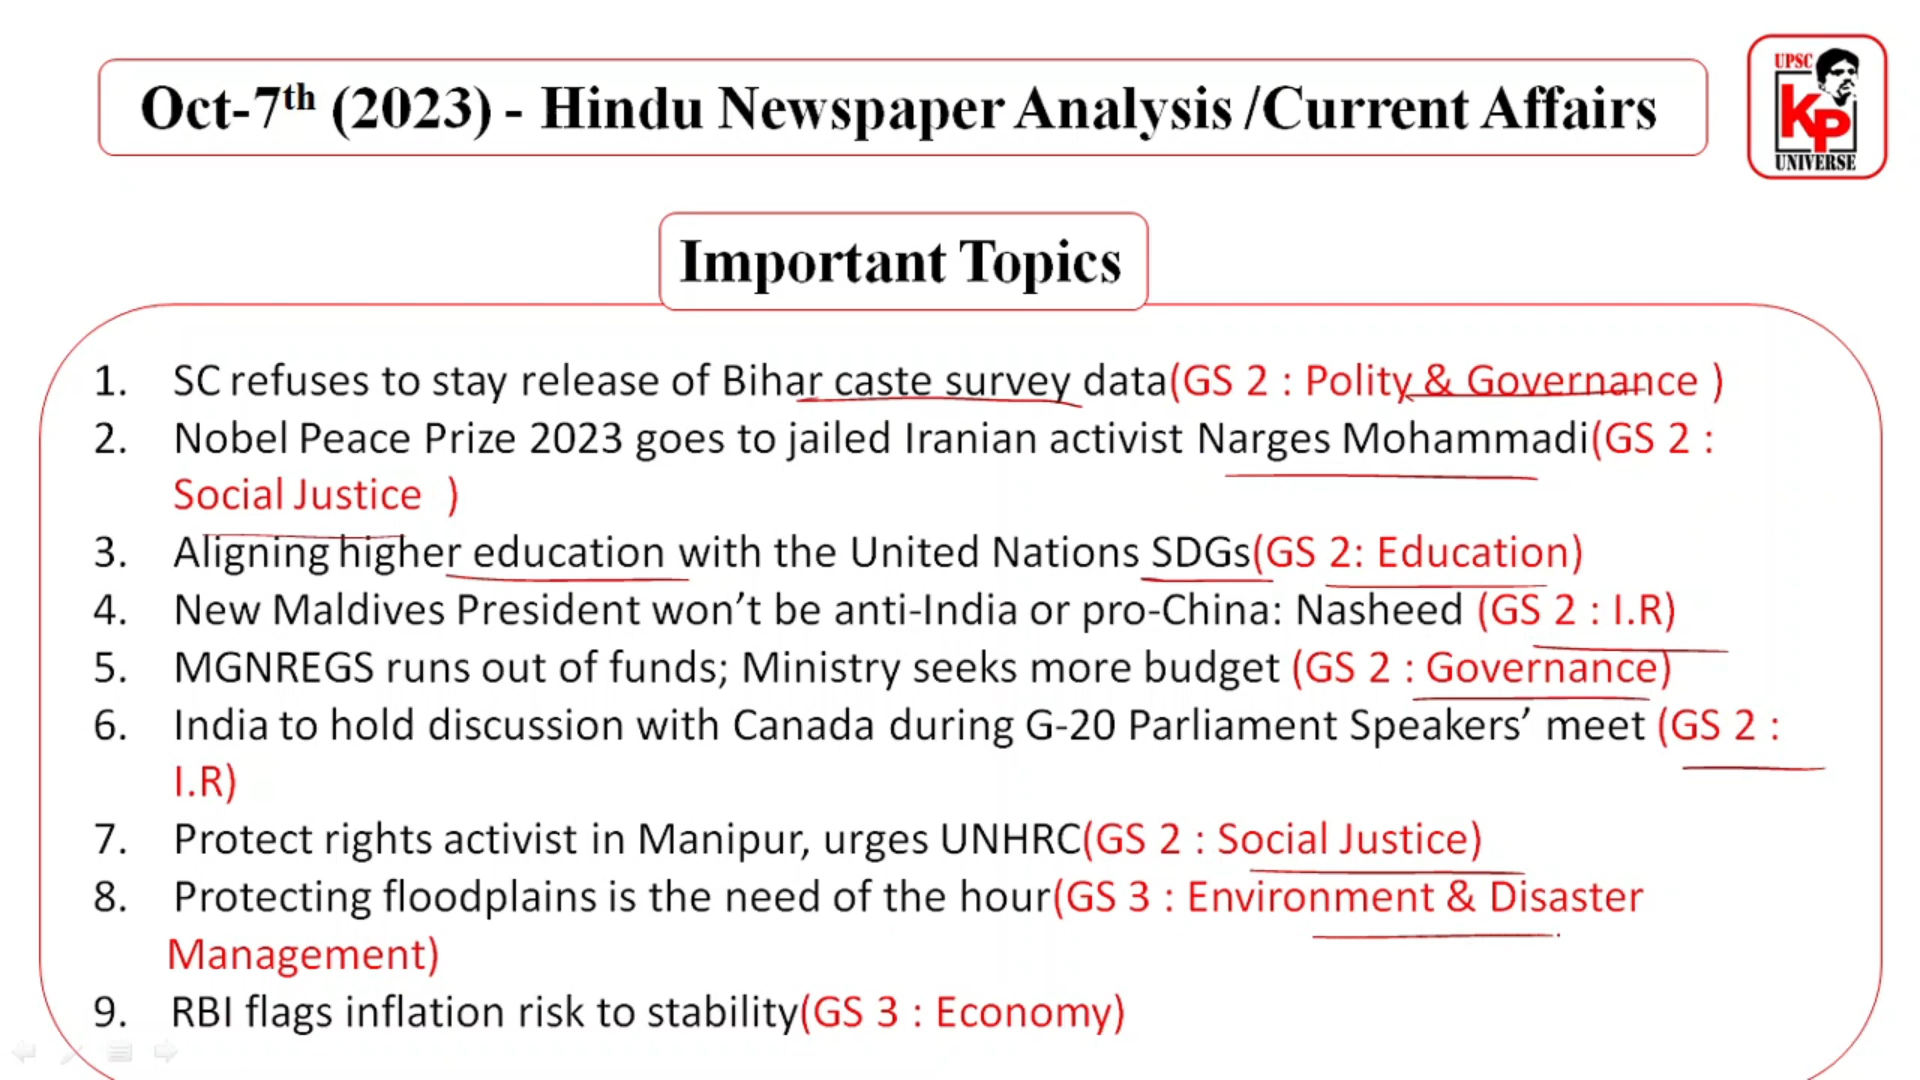 Oct-7th (2023) - Hindu Newspaper Analysis /Current Affairs
UPSC
KP
UNIVERSE
Important Topics
1. SC refuses to stay release of Bihar caste survey data(GS 2 : Polity & Governance )
2. Nobel Peace Prize 2023 goes to jailed Iranian activist Narges Mohammadi(GS 2 :
Social Justice )
3. Aligning higher education with the United Nations SDGs(GS 2: Education)
4. New Maldives President won’t be anti-India or pro-China: Nasheed (GS 2 : I.R)
5. MGNREGS runs out of funds; Ministry seeks more budget (GS 2 : Governance)
6. India to hold discussion with Canada during G-20 Parliament Speakers’ meet (GS 2 :
I.R)
7. Protect rights activist in Manipur, urges UNHRC(GS 2 : Social Justice)
8. Protecting floodplains is the need of the hour(GS 3 : Environment & Disaster
Management)
9. RBI flags inflation risk to stability(GS 3 : Economy)